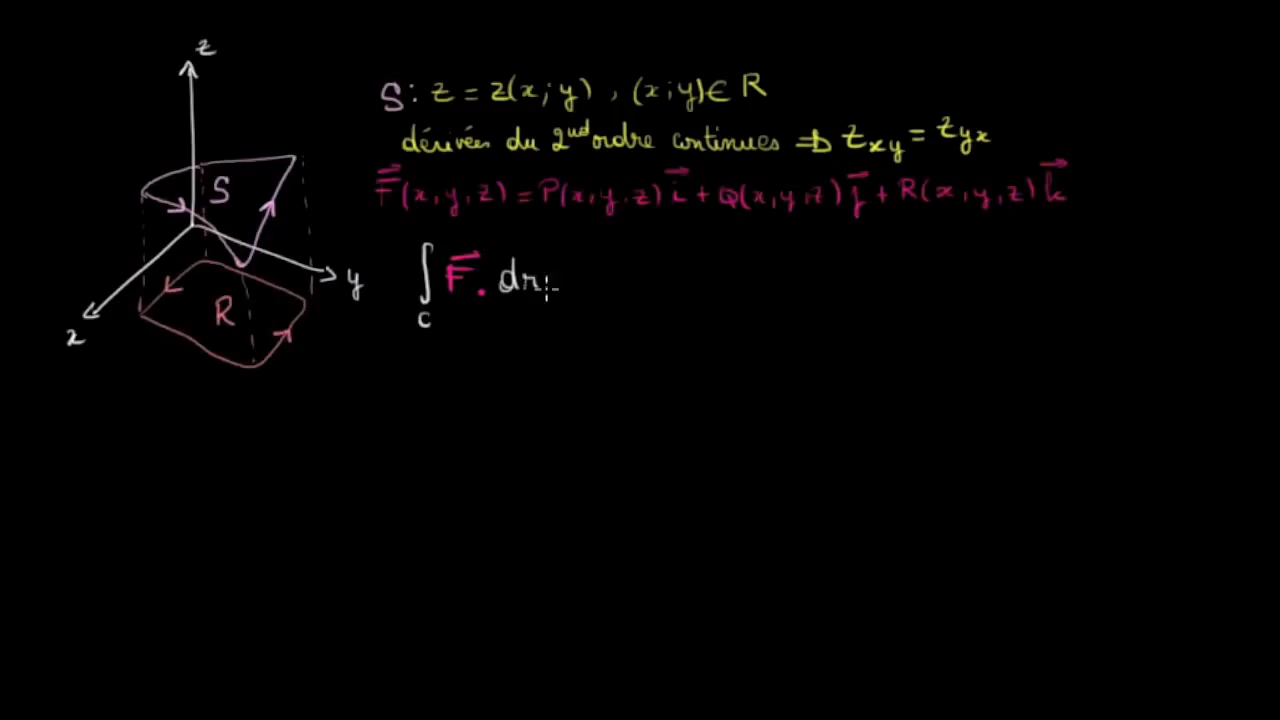 z
S: z = z(x; y) , (x; y) ∈ R
dérivées du 2ⁿᵈ ordre continues ⇒ z_xy = z_yx
S
F⃗(x, y, z) = P(x, y, z) i⃗ + Q(x, y, z) j⃗ + R(x, y, z) k⃗
y
∫_C F⃗ . dr
R
x